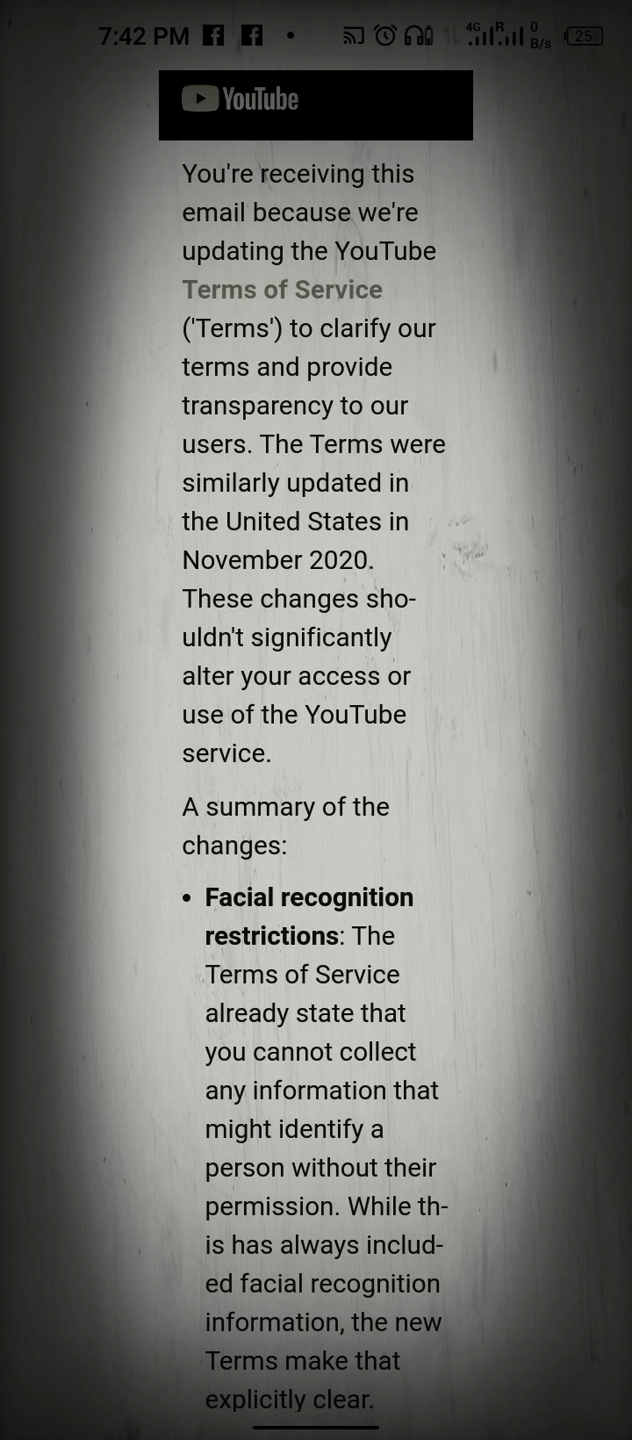 7:42 PM 4G R 0 B/s 25
YouTube
You're receiving this
email because we're
updating the YouTube
Terms of Service
('Terms') to clarify our
terms and provide
transparency to our
users. The Terms were
similarly updated in
the United States in
November 2020.
These changes sho-
uldn't significantly
alter your access or
use of the YouTube
service.
A summary of the
changes:
• Facial recognition
restrictions: The
Terms of Service
already state that
you cannot collect
any information that
might identify a
person without their
permission. While th-
is has always includ-
ed facial recognition
information, the new
Terms make that
explicitly clear.